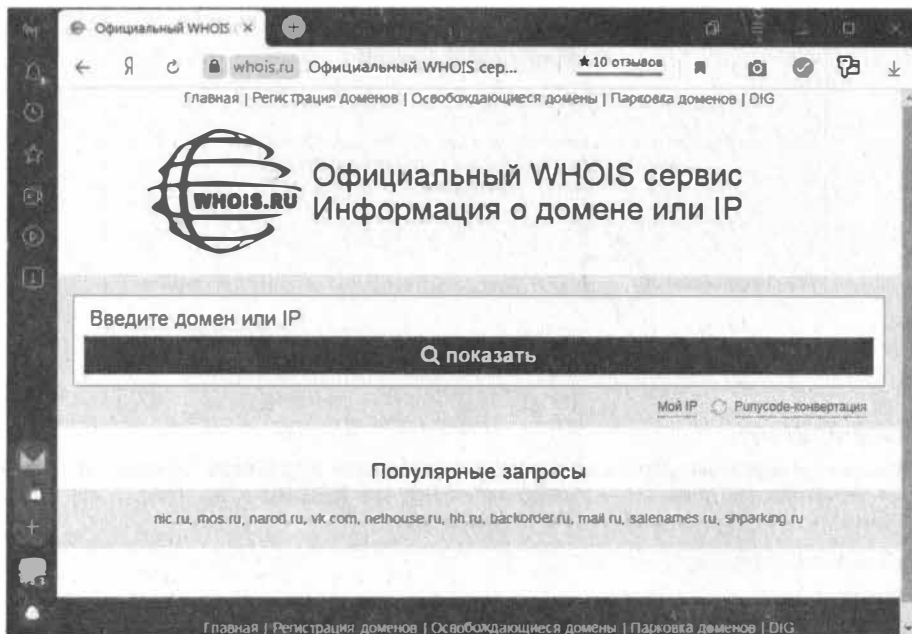 Официальный WHOIS
whois.ru Официальный WHOIS сер... ★ 10 отзывов
Главная | Регистрация доменов | Освобождающиеся домены | Парковка доменов | DIG
WHOIS.RU
Официальный WHOIS сервис
Информация о домене или IP
Введите домен или IP
показать
Мой IP Punycode-конвертация
Популярные запросы
nic.ru, mos.ru, narod.ru, vk.com, nethouse.ru, hh.ru, backorder.ru, mail.ru, salenames.ru, shparking.ru
Главная | Регистрация доменов | Освобождающиеся домены | Парковка доменов | DIG